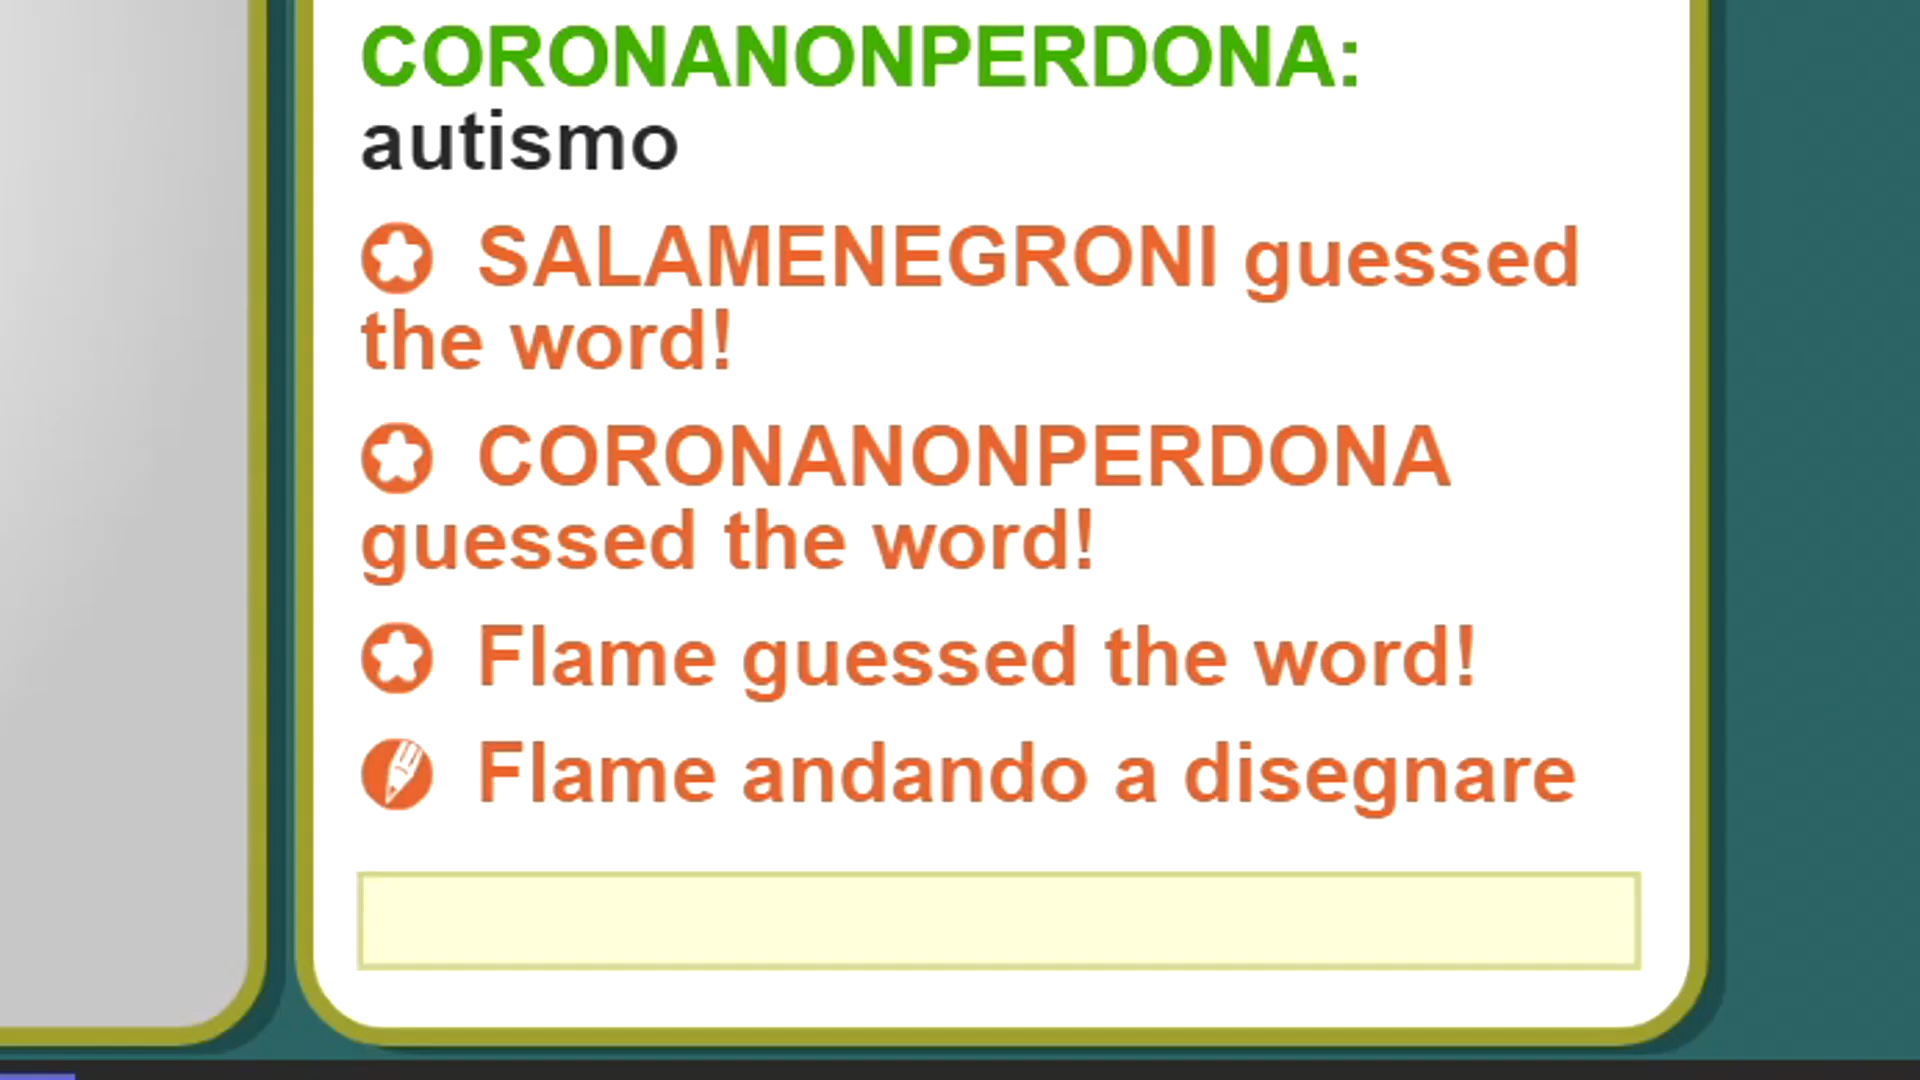 CORONANONPERDONA:
autismo
SALAMENEGRONI guessed
the word!
CORONANONPERDONA
guessed the word!
Flame guessed the word!
Flame andando a disegnare